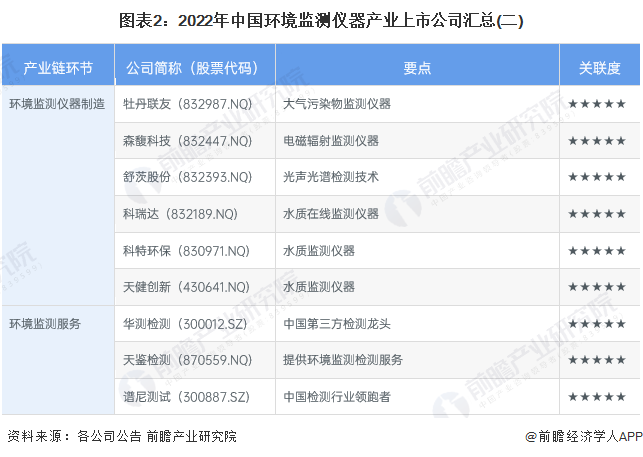 图表2：2022年中国环境监测仪器产业上市公司汇总(二)
产业链环节 公司简称（股票代码） 要点 关联度
环境监测仪器制造 牡丹联友（832987.NQ） 大气污染物监测仪器 ★★★★★
森馥科技（832447.NQ） 电磁辐射监测仪器 ★★★★★
舒茨股份（832393.NQ） 光声光谱检测技术 ★★★★★
科瑞达（832189.NQ） 水质在线监测仪器 ★★★★★
科特环保（830971.NQ） 水质监测仪器 ★★★★★
天健创新（430641.NQ） 水质监测仪器 ★★★★★
环境监测服务 华测检测（300012.SZ） 中国第三方检测龙头 ★★★★★
天鉴检测（870559.NQ） 提供环境监测检测服务 ★★★★★
谱尼测试（300887.SZ） 中国检测行业领跑者 ★★★★★
资料来源：各公司公告 前瞻产业研究院 @前瞻经济学人APP
前瞻产业研究院